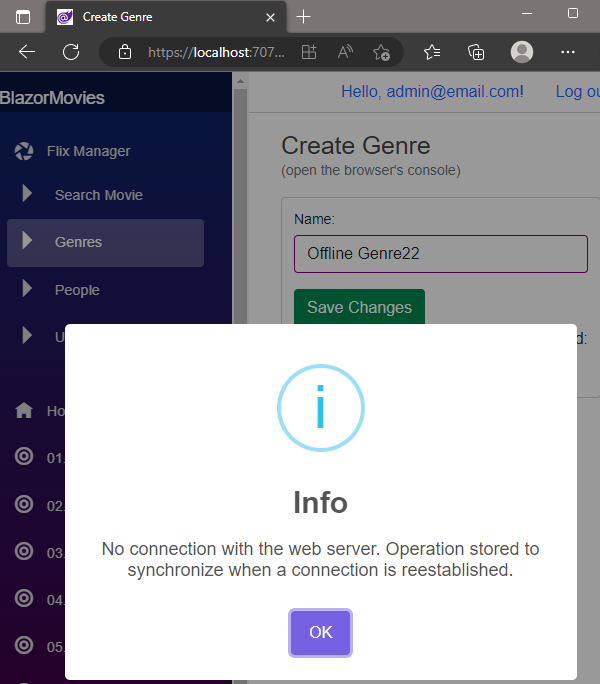 Create Genre
https://localhost:707...
BlazorMovies
Hello, admin@email.com!
Log ou
Flix Manager
Search Movie
Genres
People
U
Ho
01.
02.
03.
04.
05.
Create Genre
(open the browser's console)
Name:
Offline Genre22
Save Changes
d:
i
Info
No connection with the web server. Operation stored to
synchronize when a connection is reestablished.
OK